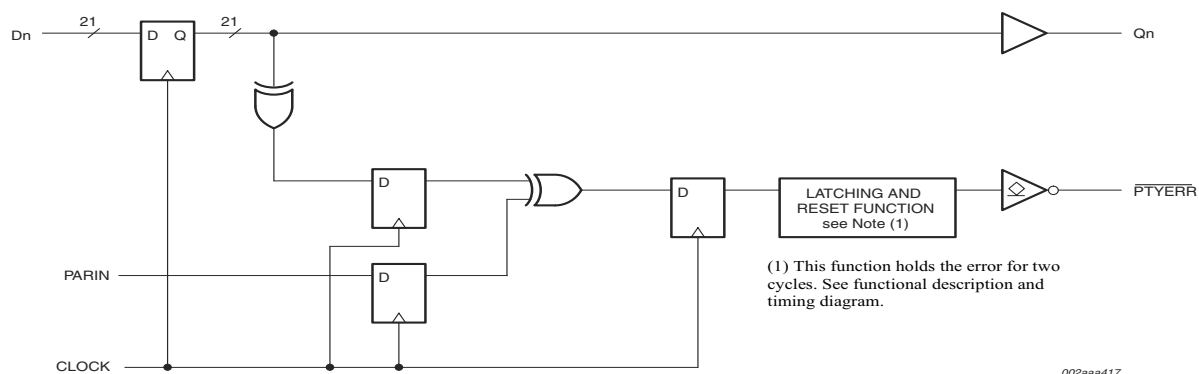 21
21
Dn
D Q
Qn
D
D
LATCHING AND
RESET FUNCTION
see Note (1)
PTYERR
PARIN
D
(1) This function holds the error for two
cycles. See functional description and
timing diagram.
CLOCK
002aaa417